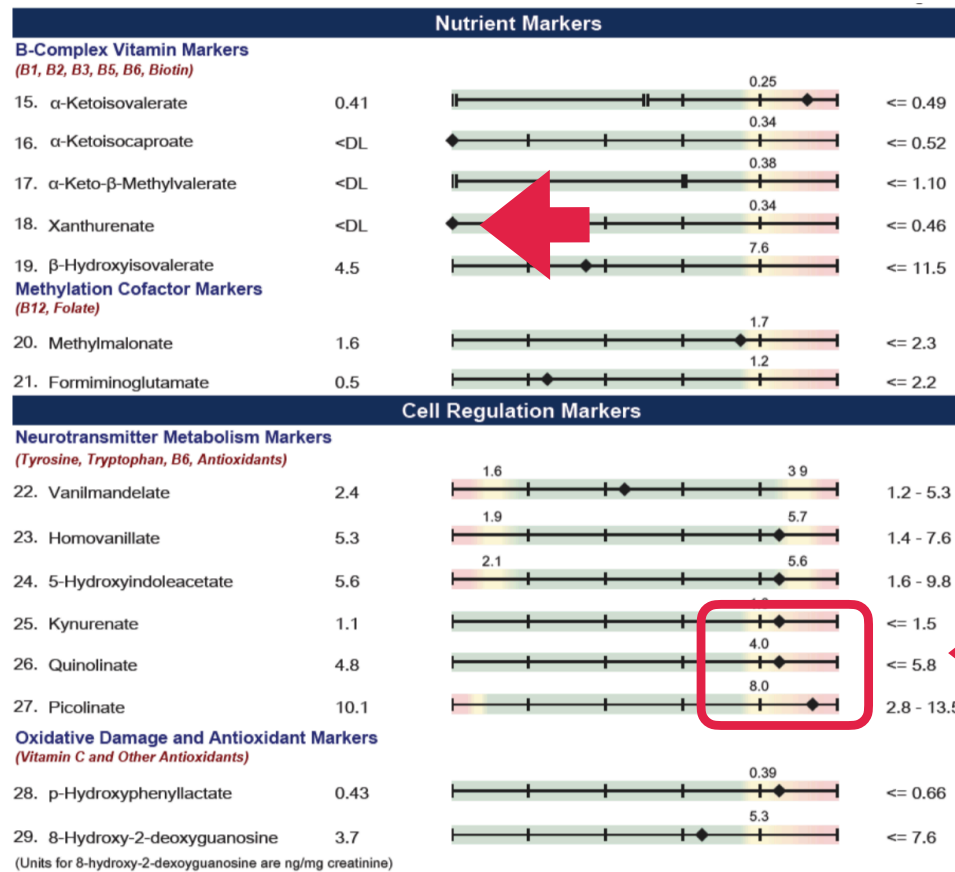 Nutrient Markers
B-Complex Vitamin Markers
(B1, B2, B3, B5, B6, Biotin)
0.25
15. α-Ketoisovalerate 0.41 <= 0.49
0.34
16. α-Ketoisocaproate <DL <= 0.52
0.38
17. α-Keto-β-Methylvalerate <DL <= 1.10
0.34
18. Xanthurenate <DL <= 0.46
7.6
19. β-Hydroxyisovalerate 4.5 <= 11.5
Methylation Cofactor Markers
(B12, Folate)
1.7
20. Methylmalonate 1.6 <= 2.3
1.2
21. Formiminoglutamate 0.5 <= 2.2
Cell Regulation Markers
Neurotransmitter Metabolism Markers
(Tyrosine, Tryptophan, B6, Antioxidants)
1.6 3 9
22. Vanilmandelate 2.4 1.2 - 5.3
1.9 5.7
23. Homovanillate 5.3 1.4 - 7.6
2.1 5.6
24. 5-Hydroxyindoleacetate 5.6 1.6 - 9.8
25. Kynurenate 1.1 <= 1.5
4.0
26. Quinolinate 4.8 <= 5.8
8.0
27. Picolinate 10.1 2.8 - 13.5
Oxidative Damage and Antioxidant Markers
(Vitamin C and Other Antioxidants)
0.39
28. p-Hydroxyphenyllactate 0.43 <= 0.66
5.3
29. 8-Hydroxy-2-deoxyguanosine 3.7 <= 7.6
(Units for 8-hydroxy-2-dexoyguanosine are ng/mg creatinine)